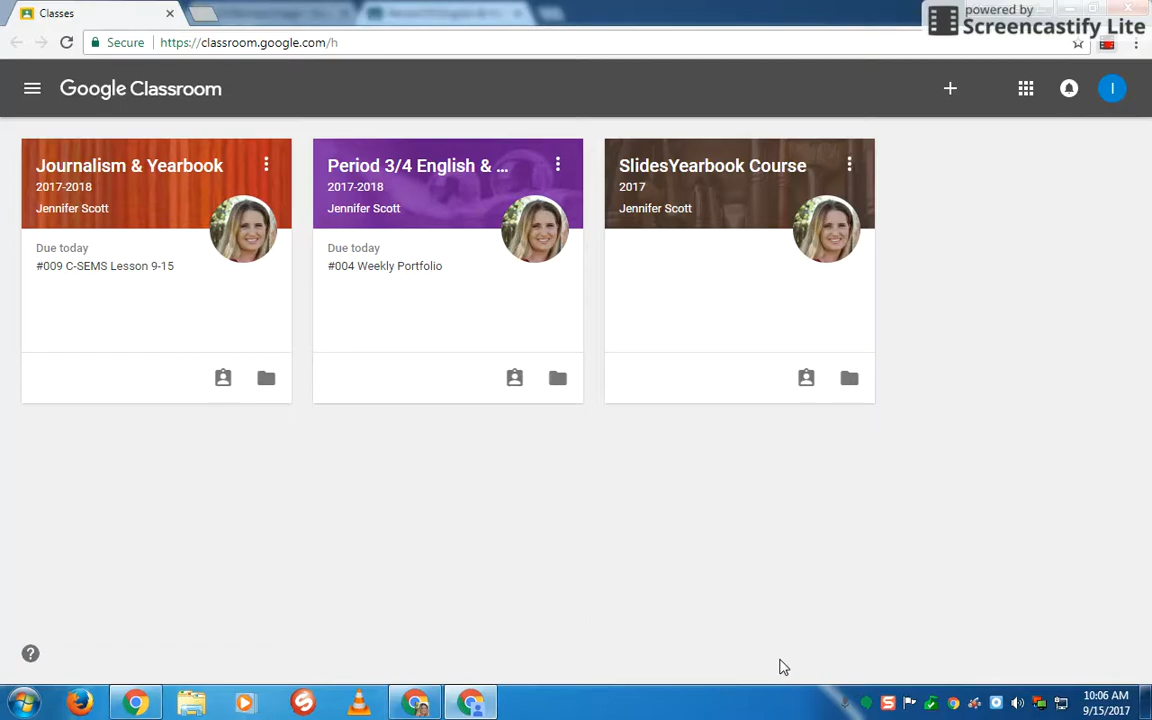 Classes
powered by
Screencastify Lite
Secure
https://classroom.google.com/h
Google Classroom
I
Journalism & Yearbook
2017-2018
Jennifer Scott
Due today
#009 C-SEMS Lesson 9-15
Period 3/4 English & ...
2017-2018
Jennifer Scott
Due today
#004 Weekly Portfolio
SlidesYearbook Course
2017
Jennifer Scott
10:06 AM
9/15/2017